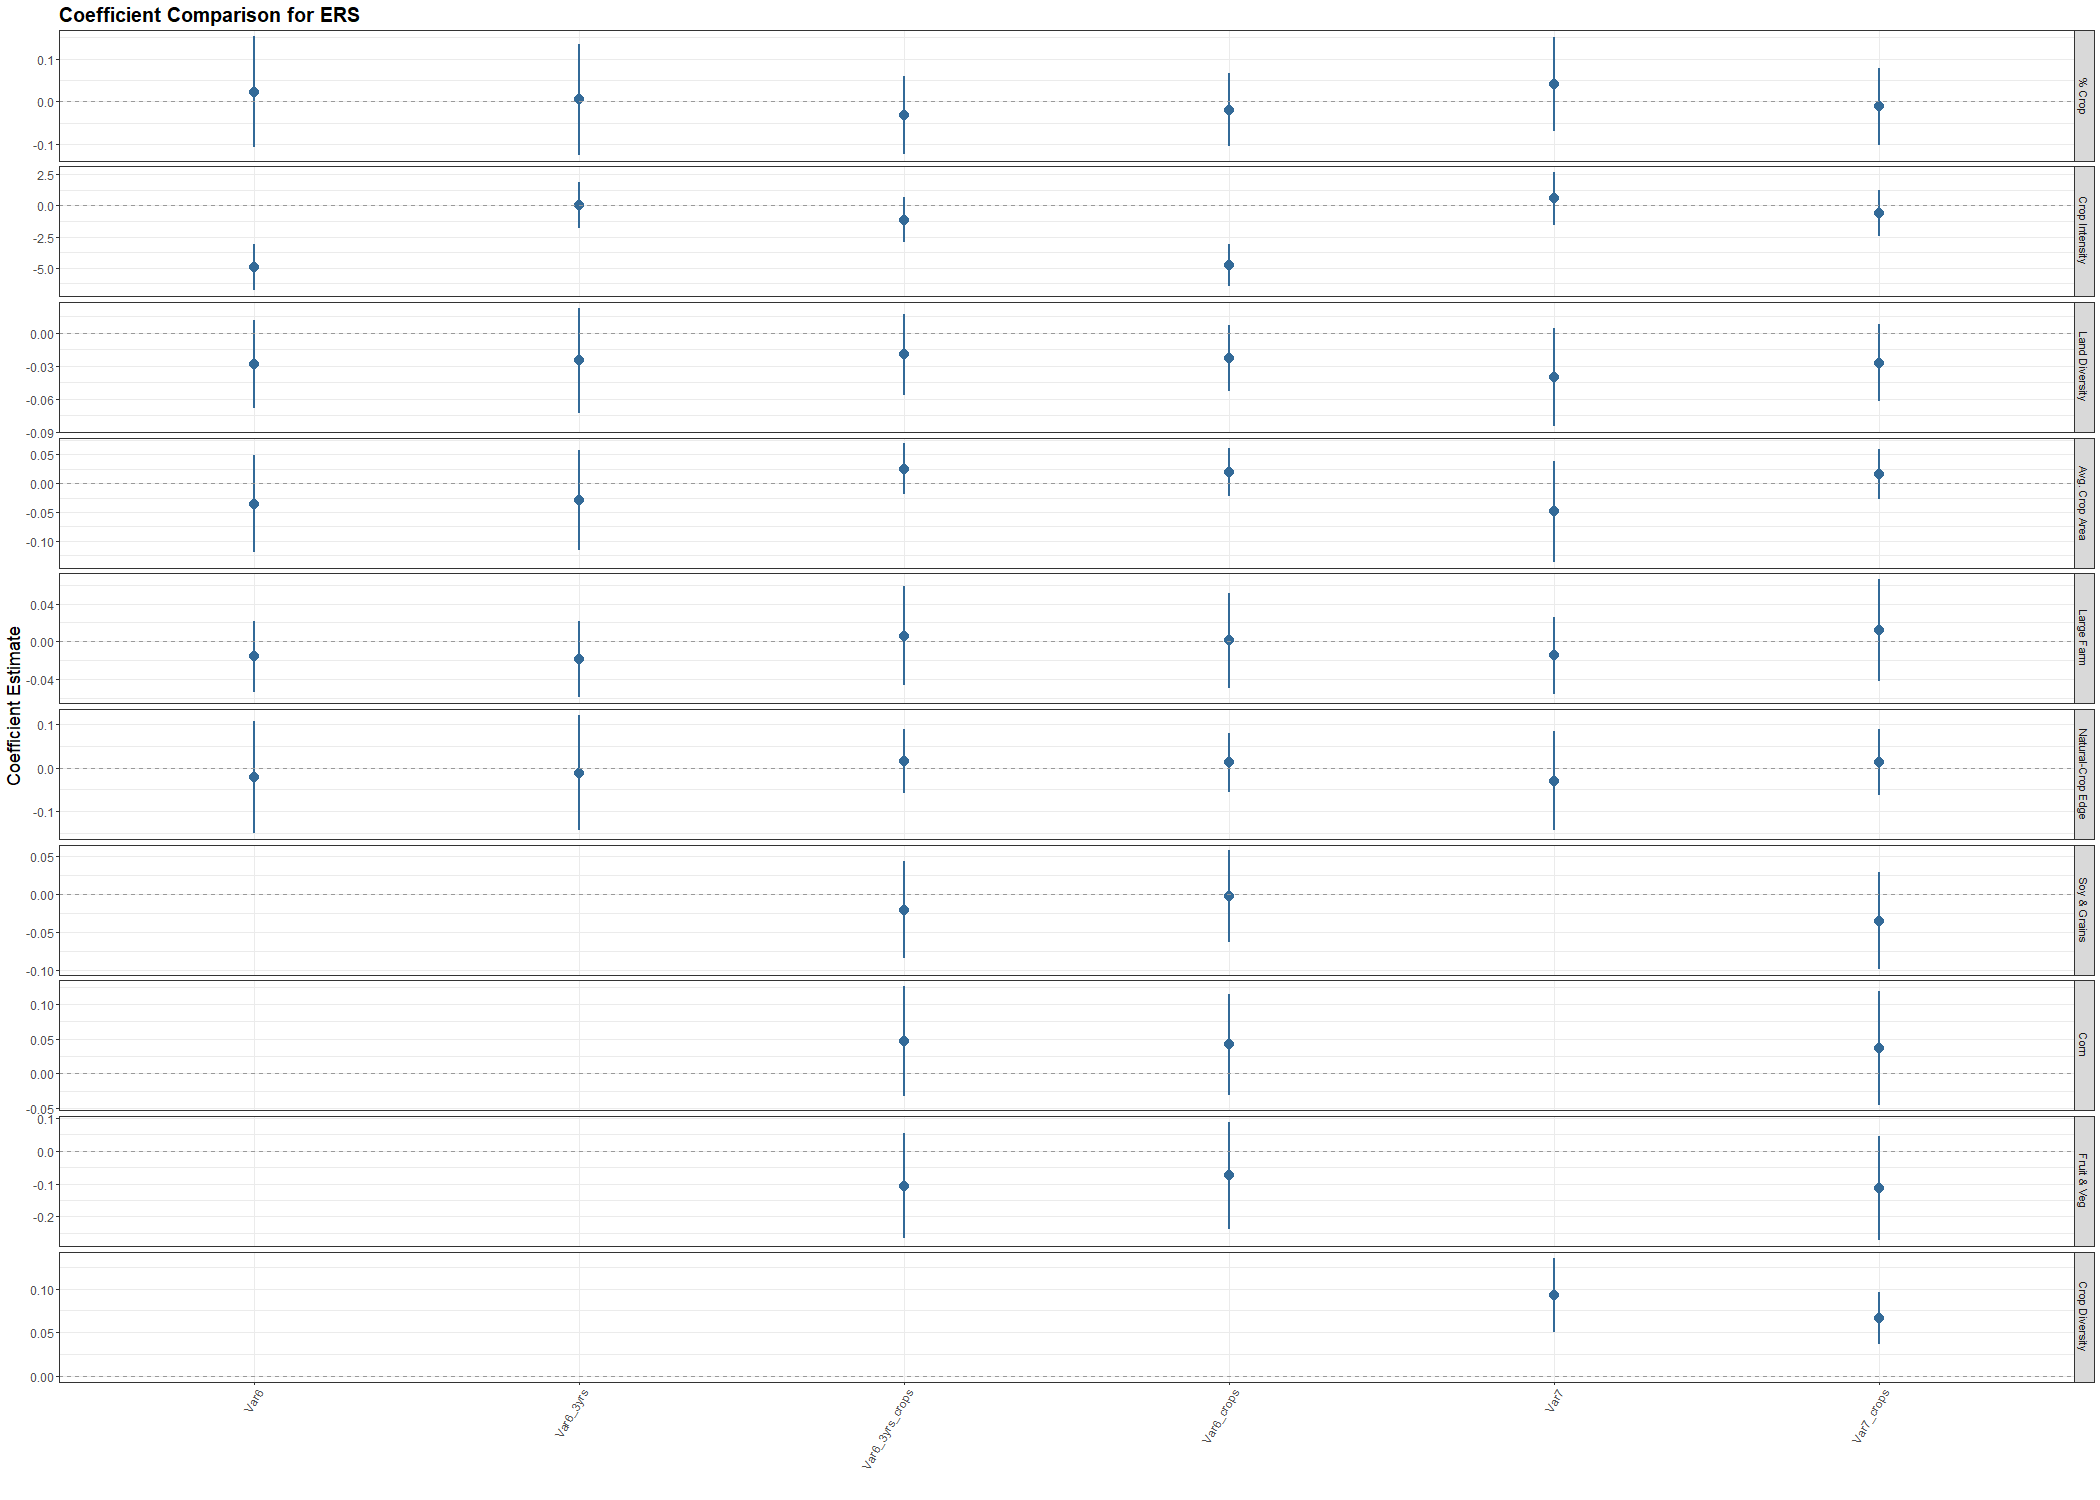 Coefficient Comparison for ERS
Coefficient Estimate
0.1
0.0
-0.1
% Crop
2.5
0.0
-2.5
-5.0
Crop Intensity
0.00
-0.03
-0.06
-0.09
Land Diversity
0.05
0.00
-0.05
-0.10
Avg. Crop Area
0.04
0.00
-0.04
Large Farm
0.1
0.0
-0.1
Natural-Crop Edge
0.05
0.00
-0.05
-0.10
Soy & Grains
0.10
0.05
0.00
-0.05
Corn
0.1
0.0
-0.1
-0.2
Fruit & Veg
0.10
0.05
0.00
Crop Diversity
Var6
Var6_3yrs
Var6_3yrs_crops
Var6_crops
Var7
Var7_crops